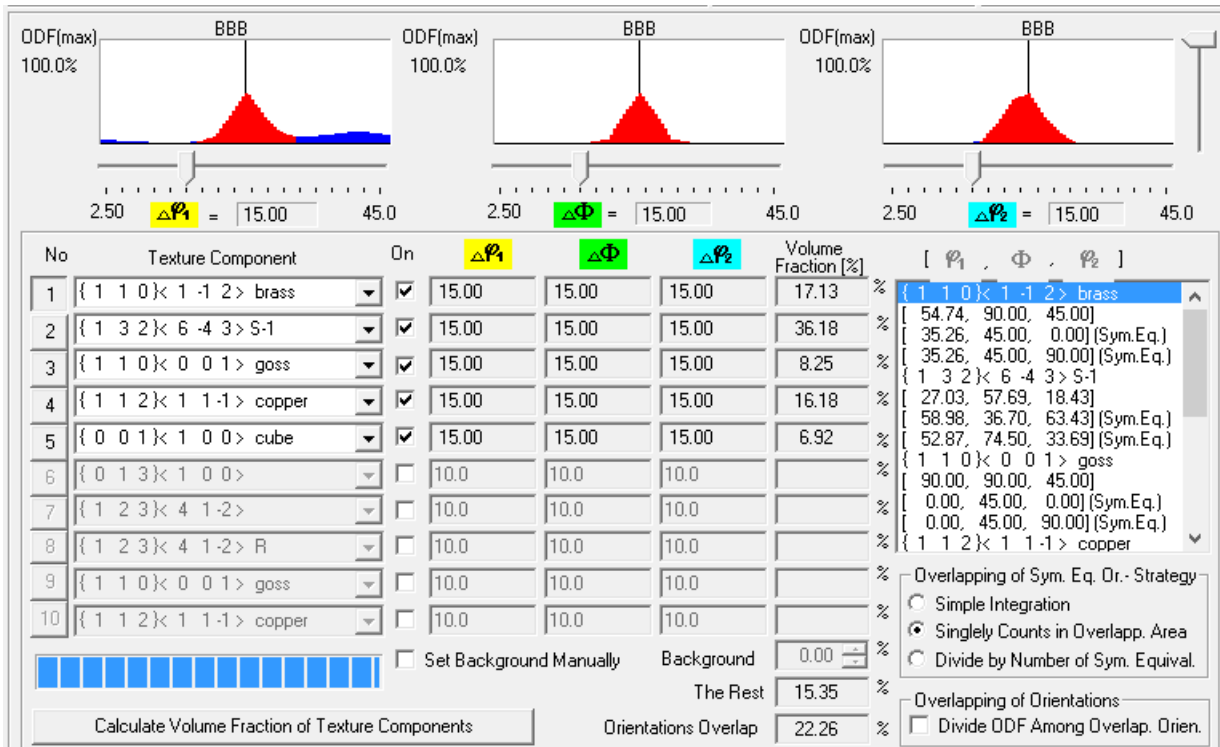 BBB BBB BBB
ODF(max) ODF(max) ODF(max)
100.0% 100.0% 100.0%
2.50 △φ1 = 15.00 45.0 2.50 △Φ = 15.00 45.0 2.50 △φ2 = 15.00 45.0
No Texture Component On △φ1 △Φ △φ2 Volume Fraction [%] [ φ1 , Φ , φ2 ]
1 { 1 1 0}< 1 -1 2> brass 15.00 15.00 15.00 17.13 %
2 { 1 3 2}< 6 -4 3> S-1 15.00 15.00 15.00 36.18 %
3 { 1 1 0}< 0 0 1> goss 15.00 15.00 15.00 8.25 %
4 { 1 1 2}< 1 1 -1> copper 15.00 15.00 15.00 16.18 %
5 { 0 0 1}< 1 0 0> cube 15.00 15.00 15.00 6.92 %
6 { 0 1 3}< 1 0 0> 10.0 10.0 10.0 %
7 { 1 2 3}< 4 1 -2> 10.0 10.0 10.0 %
8 { 1 2 3}< 4 1 -2> R 10.0 10.0 10.0 %
9 { 1 1 0}< 0 0 1> goss 10.0 10.0 10.0 %
10 { 1 1 2}< 1 1 -1> copper 10.0 10.0 10.0 %
{ 1 1 0}< 1 -1 2> brass
[ 54.74, 90.00, 45.00]
[ 35.26, 45.00, 0.00] (Sym.Eq.)
[ 35.26, 45.00, 90.00] (Sym.Eq.)
{ 1 3 2}< 6 -4 3> S-1
[ 27.03, 57.69, 18.43]
[ 58.98, 36.70, 63.43] (Sym.Eq.)
[ 52.87, 74.50, 33.69] (Sym.Eq.)
{ 1 1 0}< 0 0 1> goss
[ 90.00, 90.00, 45.00]
[ 0.00, 45.00, 0.00] (Sym.Eq.)
[ 0.00, 45.00, 90.00] (Sym.Eq.)
{ 1 1 2}< 1 1 -1> copper
Overlapping of Sym. Eq. Or.- Strategy
Simple Integration
Singlely Counts in Overlapp. Area
Divide by Number of Sym. Equival.
Set Background Manually Background 0.00 %
The Rest 15.35 %
Calculate Volume Fraction of Texture Components
Orientations Overlap 22.26 %
Overlapping of Orientations
Divide ODF Among Overlap. Orien.